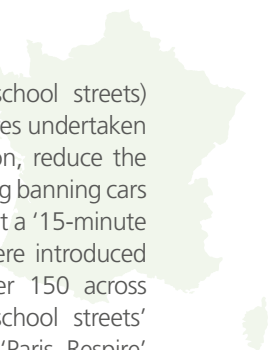 school streets)
es undertaken
on, reduce the
g banning cars
t a ‘15-minute
ere introduced
er 150 across
chool streets’
‘Paris Respire’